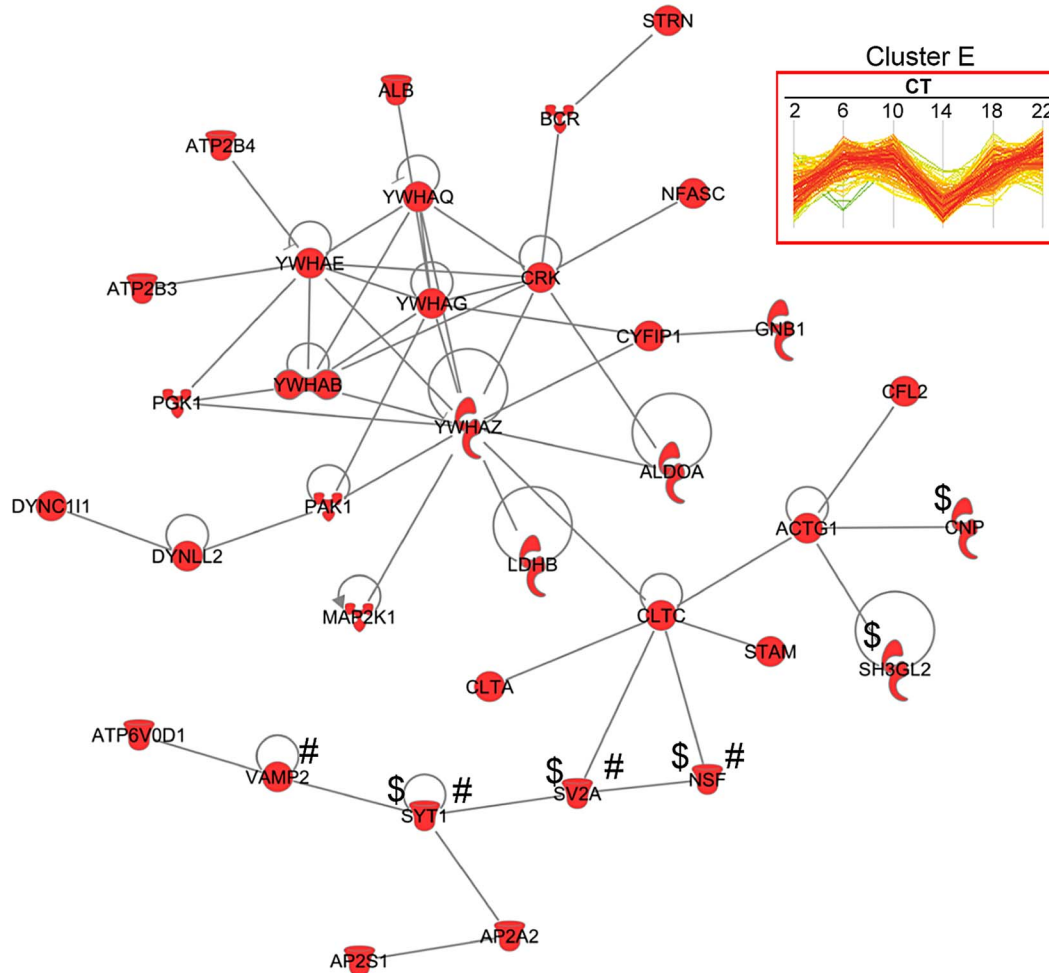 STRN
Cluster E
CT
2 6 10 14 18 22
ALB
BCR
ATP2B4
YWHAQ
NFASC
YWHAE
CRK
ATP2B3
YWHAG
CYFIP1
GNB1
YWHAB
PGK1
CFL2
YWHAZ
ALDOA
DYNC1I1
PAK1
$
ACTG1
CNP
DYNLL2
LDHB
MAP2K1
CLTC
$
STAM
SH3GL2
CLTA
ATP6V0D1
VAMP2
#
$
SV2A
#
$
NSF
#
$
SYT1
#
AP2A2
AP2S1